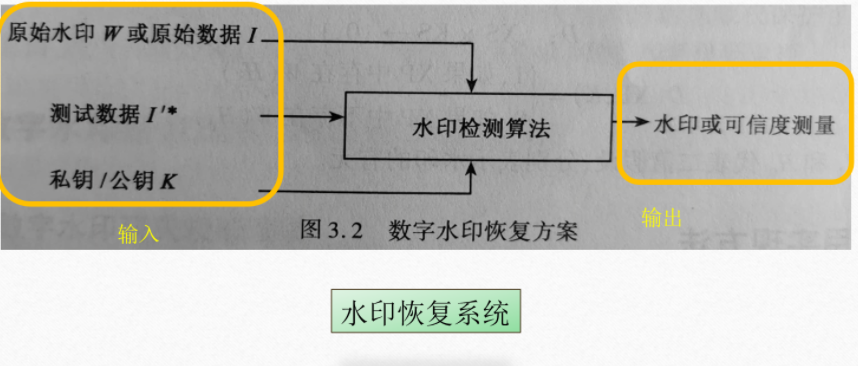 原始水印 W 或原始数据 I
测试数据 I′*
水印检测算法
水印或可信度测量
私钥/公钥 K
输入
图 3.2 数字水印恢复方案
输出
水印恢复系统